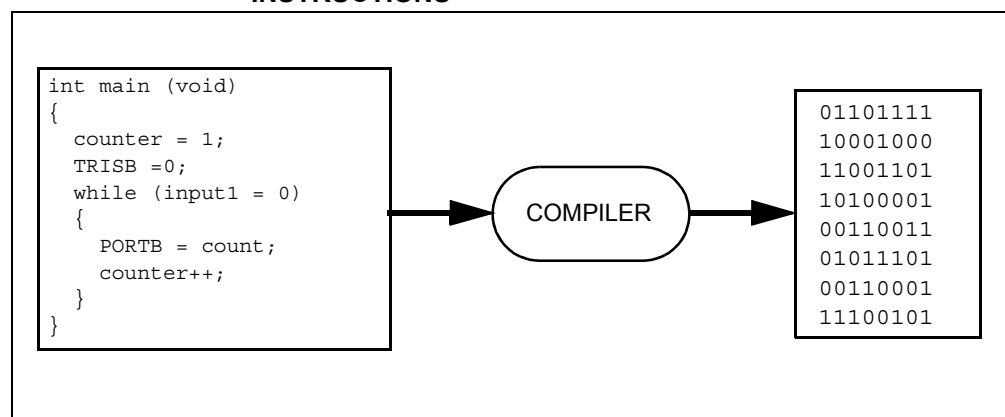 int main (void)
{
counter = 1;
TRISB =0;
while (input1 = 0)
{
PORTB = count;
counter++;
}
}
COMPILER
01101111
10001000
11001101
10100001
00110011
01011101
00110001
11100101